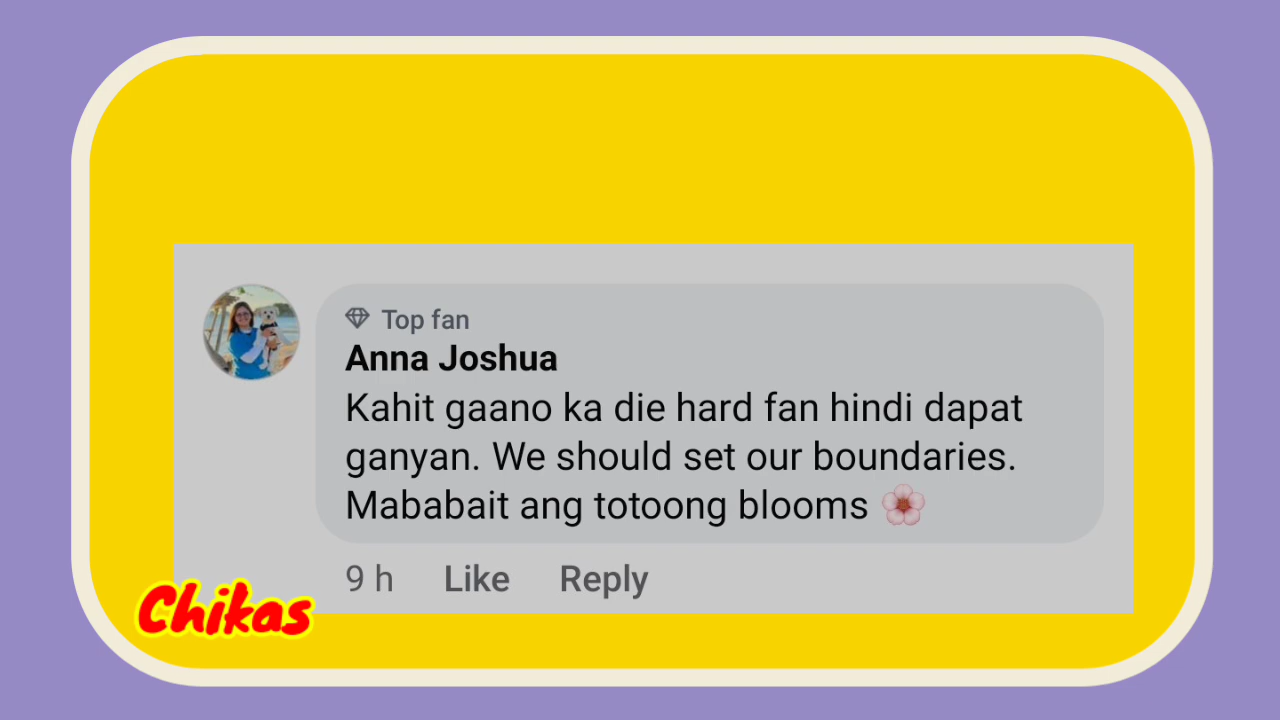 Top fan
Anna Joshua
Kahit gaano ka die hard fan hindi dapat
ganyan. We should set our boundaries.
Mababait ang totoong blooms 🌸
9 h Like Reply
Chikas